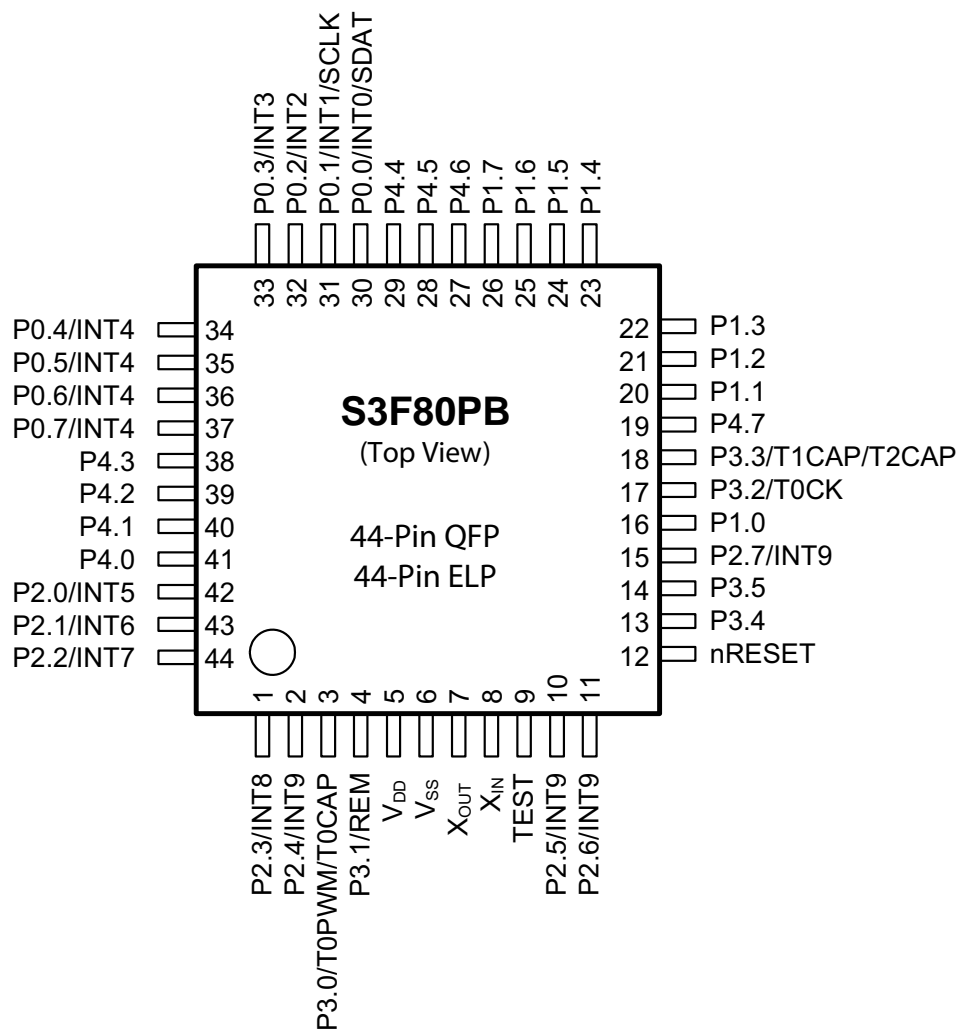 P0.3/INT3
P0.2/INT2
P0.1/INT1/SCLK
P0.0/INT0/SDAT
P4.4
P4.5
P4.6
P1.7
P1.6
P1.5
P1.4
33
32
31
30
29
28
27
26
25
24
23
P0.4/INT4 34
P0.5/INT4 35
P0.6/INT4 36
P0.7/INT4 37
P4.3 38
P4.2 39
P4.1 40
P4.0 41
P2.0/INT5 42
P2.1/INT6 43
P2.2/INT7 44
S3F80PB
(Top View)
44-Pin QFP
44-Pin ELP
22 P1.3
21 P1.2
20 P1.1
19 P4.7
18 P3.3/T1CAP/T2CAP
17 P3.2/T0CK
16 P1.0
15 P2.7/INT9
14 P3.5
13 P3.4
12 nRESET
1
2
3
4
5
6
7
8
9
10
11
P2.3/INT8
P2.4/INT9
P3.0/T0PWM/T0CAP
P3.1/REM
VDD
VSS
XOUT
XIN
TEST
P2.5/INT9
P2.6/INT9